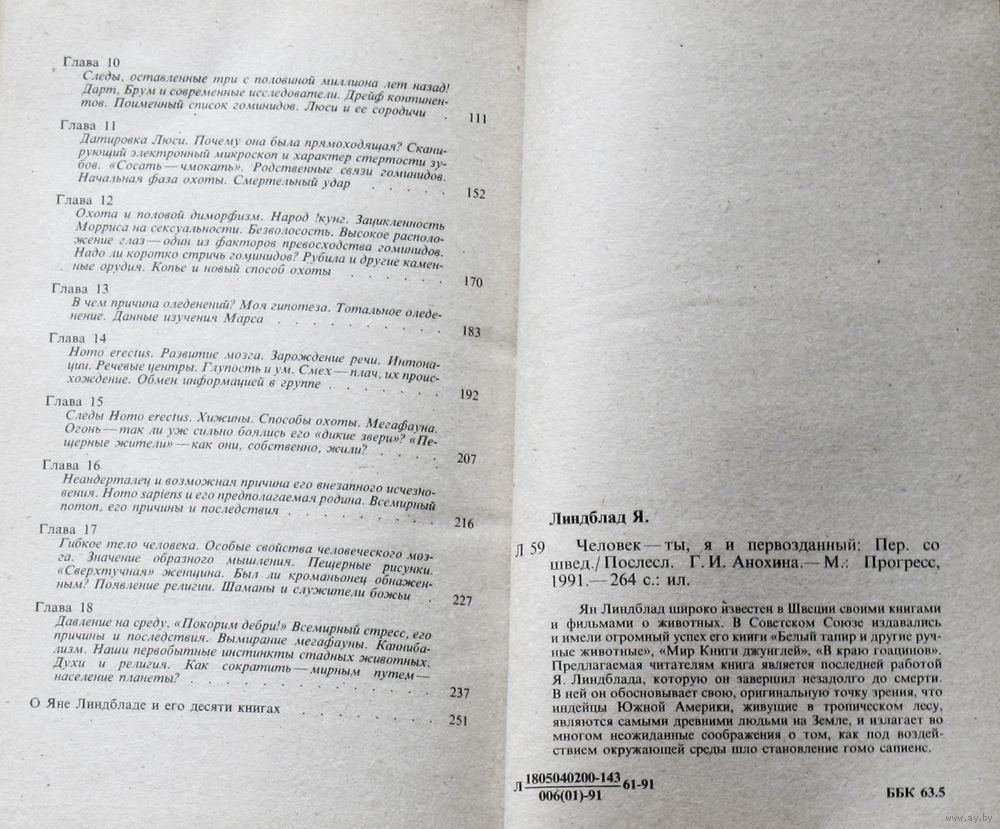 Глава 10
Следы, оставленные три с половиной миллиона лет назад!
Дарт, Брум и современные исследователи. Дрейф континен-
тов. Поименный список гоминидов. Люси и ее сородичи . 111
Глава 11
Датировка Люси. Почему она была прямоходящая? Скани-
рующий электронный микроскоп и характер стертости зу-
бов. «Сосать — чмокать». Родственные связи гоминидов.
Начальная фаза охоты. Смертельный удар . . . . . 152
Глава 12
Охота и половой диморфизм. Народ !кунг. Зацикленность
Морриса на сексуальности. Безволосость. Высокое располо-
жение глаз — один из факторов превосходства гоминидов.
Надо ли коротко стричь гоминидов? Рубила и другие камен-
ные орудия. Копье и новый способ охоты . . . . . . 170
Глава 13
В чем причина оледенений? Моя гипотеза. Тотальное оледе-
нение. Данные изучения Марса . . . . . . . . 183
Глава 14
Homo erectus. Развитие мозга. Зарождение речи. Интона-
ции. Речевые центры. Глупость и ум. Смех — плач, их проис-
хождение. Обмен информацией в группе . . . . . 192
Глава 15
Следы Homo erectus. Хижины. Способы охоты. Мегафауна.
Огонь — так ли уж сильно боялись его «дикие звери»? «Пе-
щерные жители» — как они, собственно, жили? . . . . 207
Глава 16
Неандерталец и возможная причина его внезапного исчезно-
вения. Homo sapiens и его предполагаемая родина. Всемирный
потоп, его причины и последствия . . . . . . . 216
Глава 17
Гибкое тело человека. Особые свойства человеческого моз-
га. Значение образного мышления. Пещерные рисунки.
«Сверхтучная» женщина. Был ли кроманьонец обнажен-
ным? Появление религии. Шаманы и служители божьи . 227
Глава 18
Давление на среду. «Покорим дебри!» Всемирный стресс, его
причины и последствия. Вымирание мегафауны. Канниба-
лизм. Наши первобытные инстинкты стадных животных.
Духи и религия. Как сократить — мирным путем —
население планеты? . . . . . . . . . . . 237
О Яне Линдбладе и его десяти книгах . . . . . . . 251
Линдблад Я.
Л 59 Человек — ты, я и первозданный: Пер. со
швед./ Послесл. Г. И. Анохина.— М.: Прогресс,
1991.— 264 с.: ил.
Ян Линдблад широко известен в Швеции своими книгами
и фильмами о животных. В Советском Союзе издавались
и имели огромный успех его книги «Белый тапир и другие руч-
ные животные», «Мир Книги джунглей», «В краю гоацинов».
Предлагаемая читателям книга является последней работой
Я. Линдблада, которую он завершил незадолго до смерти.
В ней он обосновывает свою, оригинальную точку зрения, что
индейцы Южной Америки, живущие в тропическом лесу,
являются самыми древними людьми на Земле, и излагает во
многом неожиданные соображения о том, как под воздей-
ствием окружающей среды шло становление гомо сапиенс.
Л 1805040200-143 61-91
006(01)-91
ББК 63.5
www.ay.by